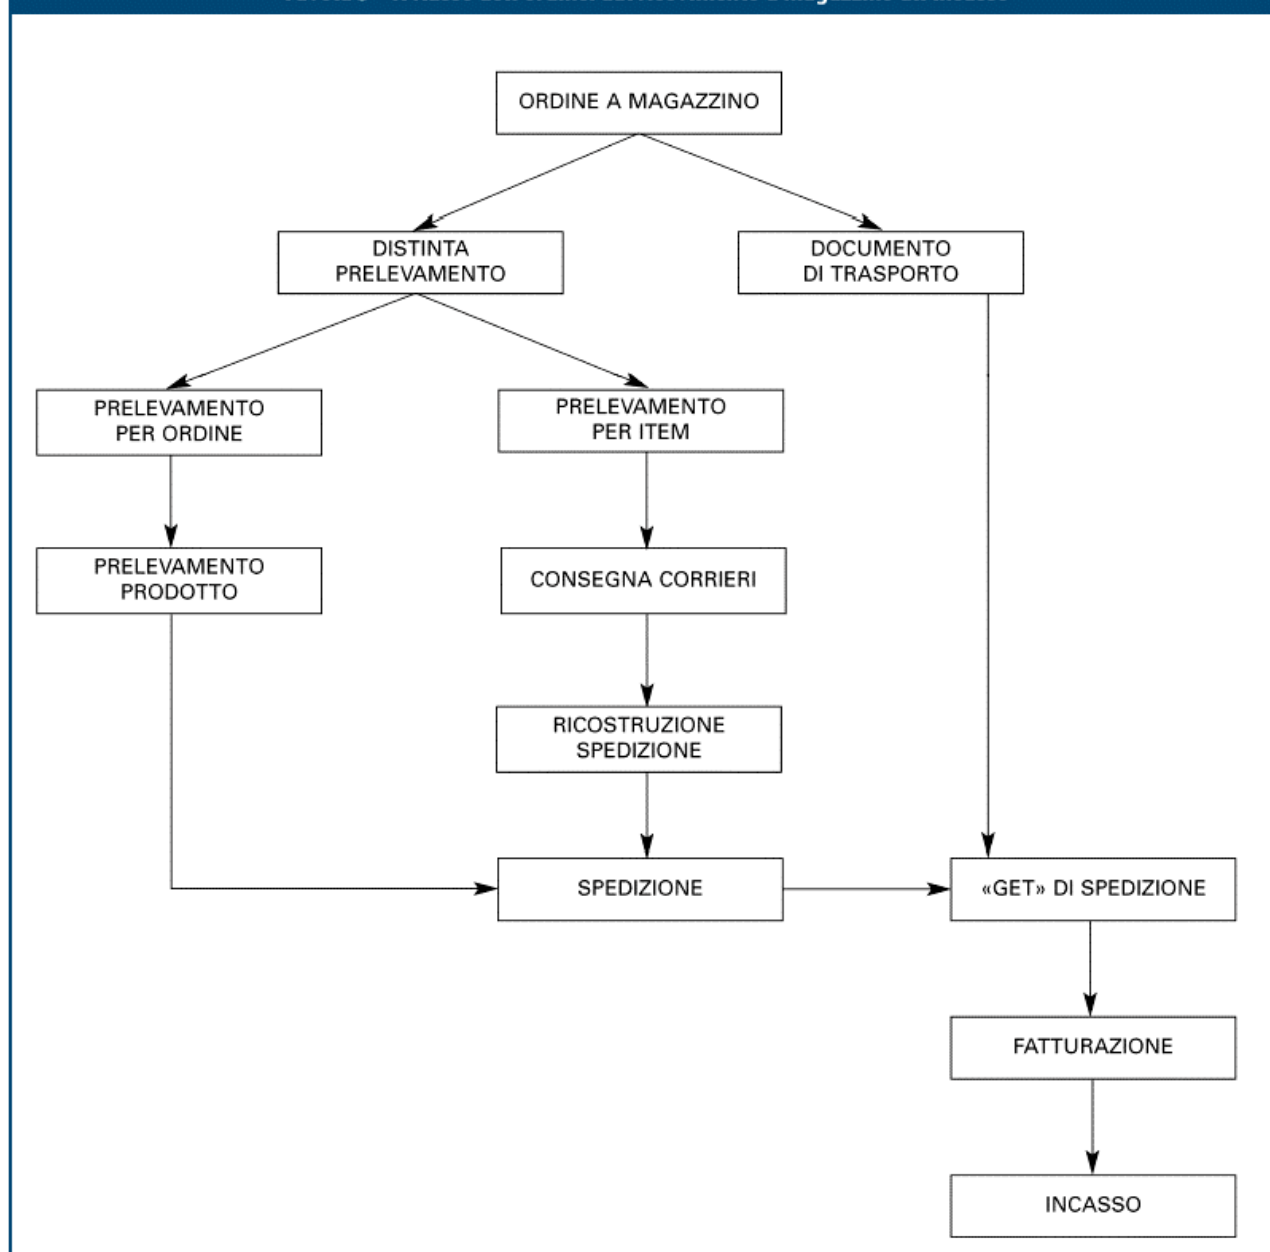 ORDINE A MAGAZZINO
DISTINTA
PRELEVAMENTO
DOCUMENTO
DI TRASPORTO
PRELEVAMENTO
PER ORDINE
PRELEVAMENTO
PER ITEM
PRELEVAMENTO
PRODOTTO
CONSEGNA CORRIERI
RICOSTRUZIONE
SPEDIZIONE
SPEDIZIONE
«GET» DI SPEDIZIONE
FATTURAZIONE
INCASSO